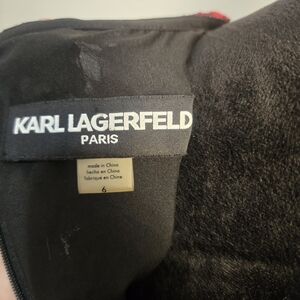 KARL LAGERFELD
PARIS
made in China
hecho en China
fabriqué en Chine
6